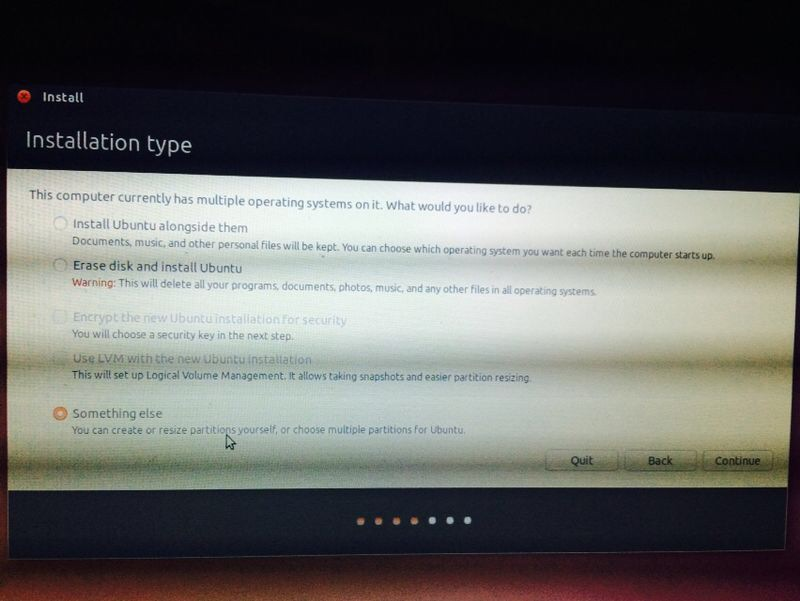 Install
Installation type
This computer currently has multiple operating systems on it. What would you like to do?
Install Ubuntu alongside them
Documents, music, and other personal files will be kept. You can choose which operating system you want each time the computer starts up.
Erase disk and install Ubuntu
Warning: This will delete all your programs, documents, photos, music, and any other files in all operating systems.
Encrypt the new Ubuntu installation for security
You will choose a security key in the next step.
Use LVM with the new Ubuntu installation
This will set up Logical Volume Management. It allows taking snapshots and easier partition resizing.
Something else
You can create or resize partitions yourself, or choose multiple partitions for Ubuntu.
Quit Back Continue